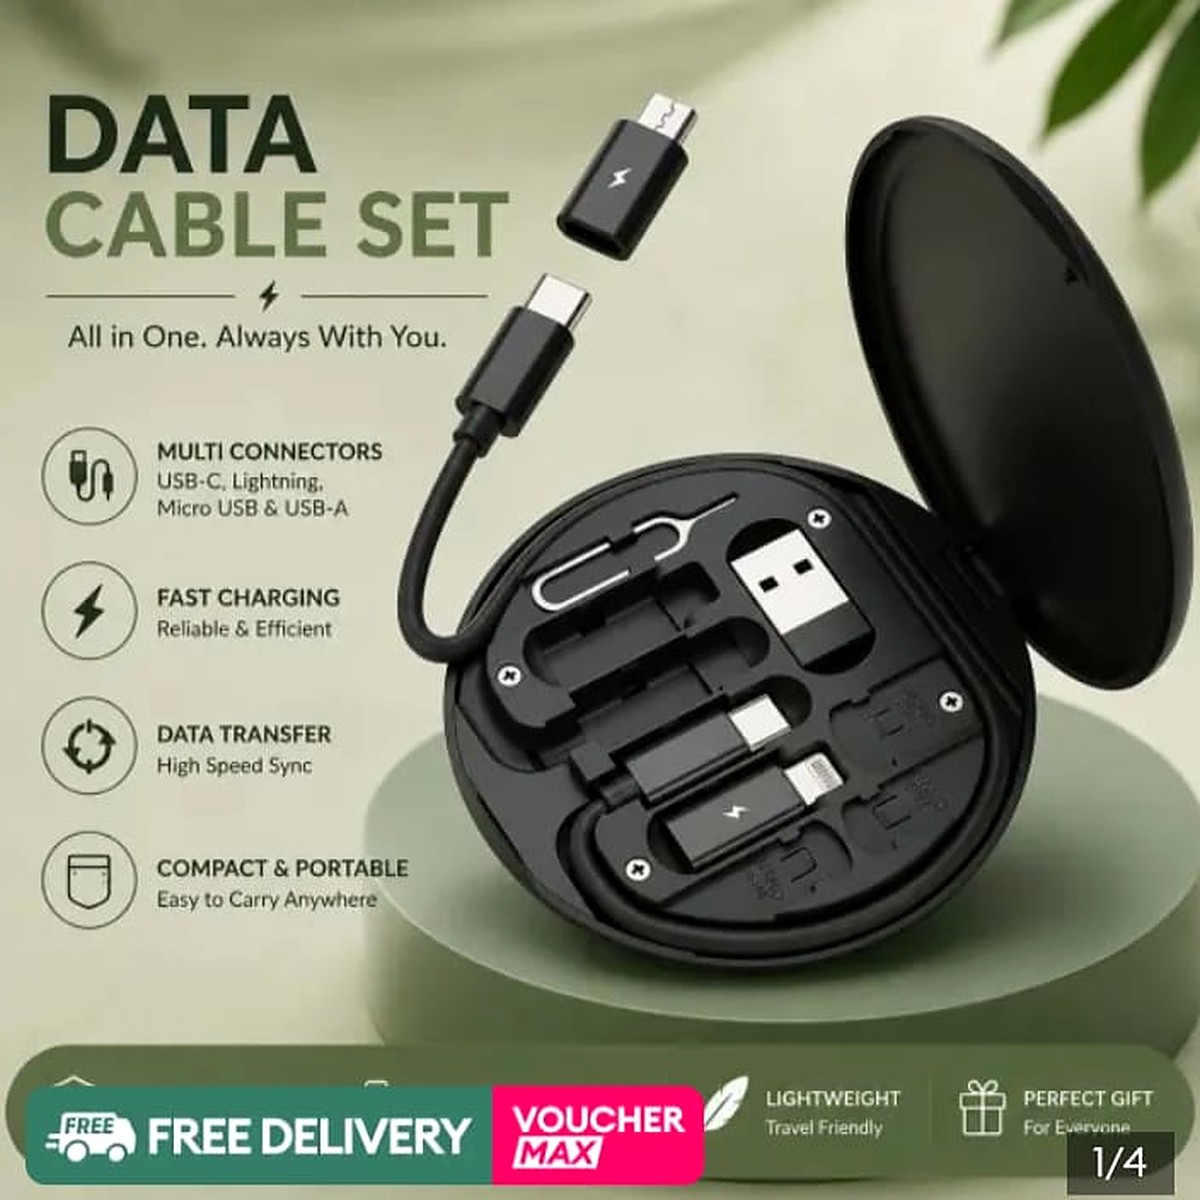 DATA
CABLE SET
All in One. Always With You.
MULTI CONNECTORS
USB-C, Lightning,
Micro USB & USB-A
FAST CHARGING
Reliable & Efficient
DATA TRANSFER
High Speed Sync
COMPACT & PORTABLE
Easy to Carry Anywhere
LIGHTWEIGHT
Travel Friendly
PERFECT GIFT
For Everyone
FREE
FREE DELIVERY
VOUCHER
MAX
1/4